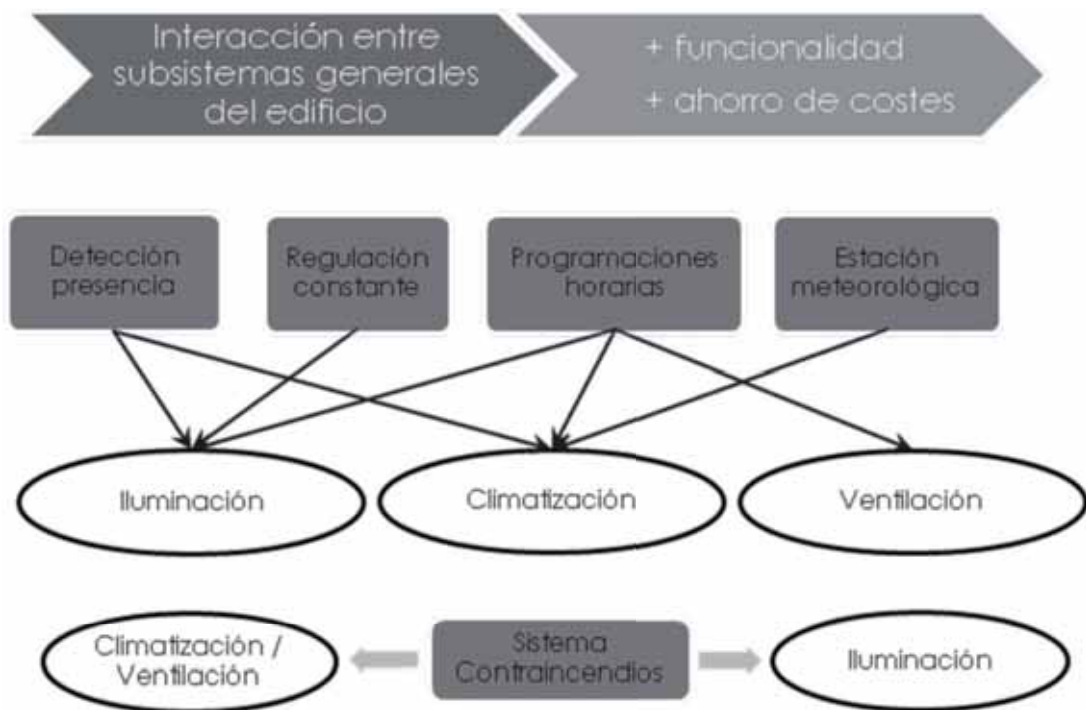 Interacción entre
subsistemas generales
del edificio
+ funcionalidad
+ ahorro de costes
Detección
presencia
Regulación
constante
Programaciones
horarias
Estación
meteorológica
Iluminación
Climatización
Ventilación
Climatización /
Ventilación
Sistema
Contraincendios
Iluminación